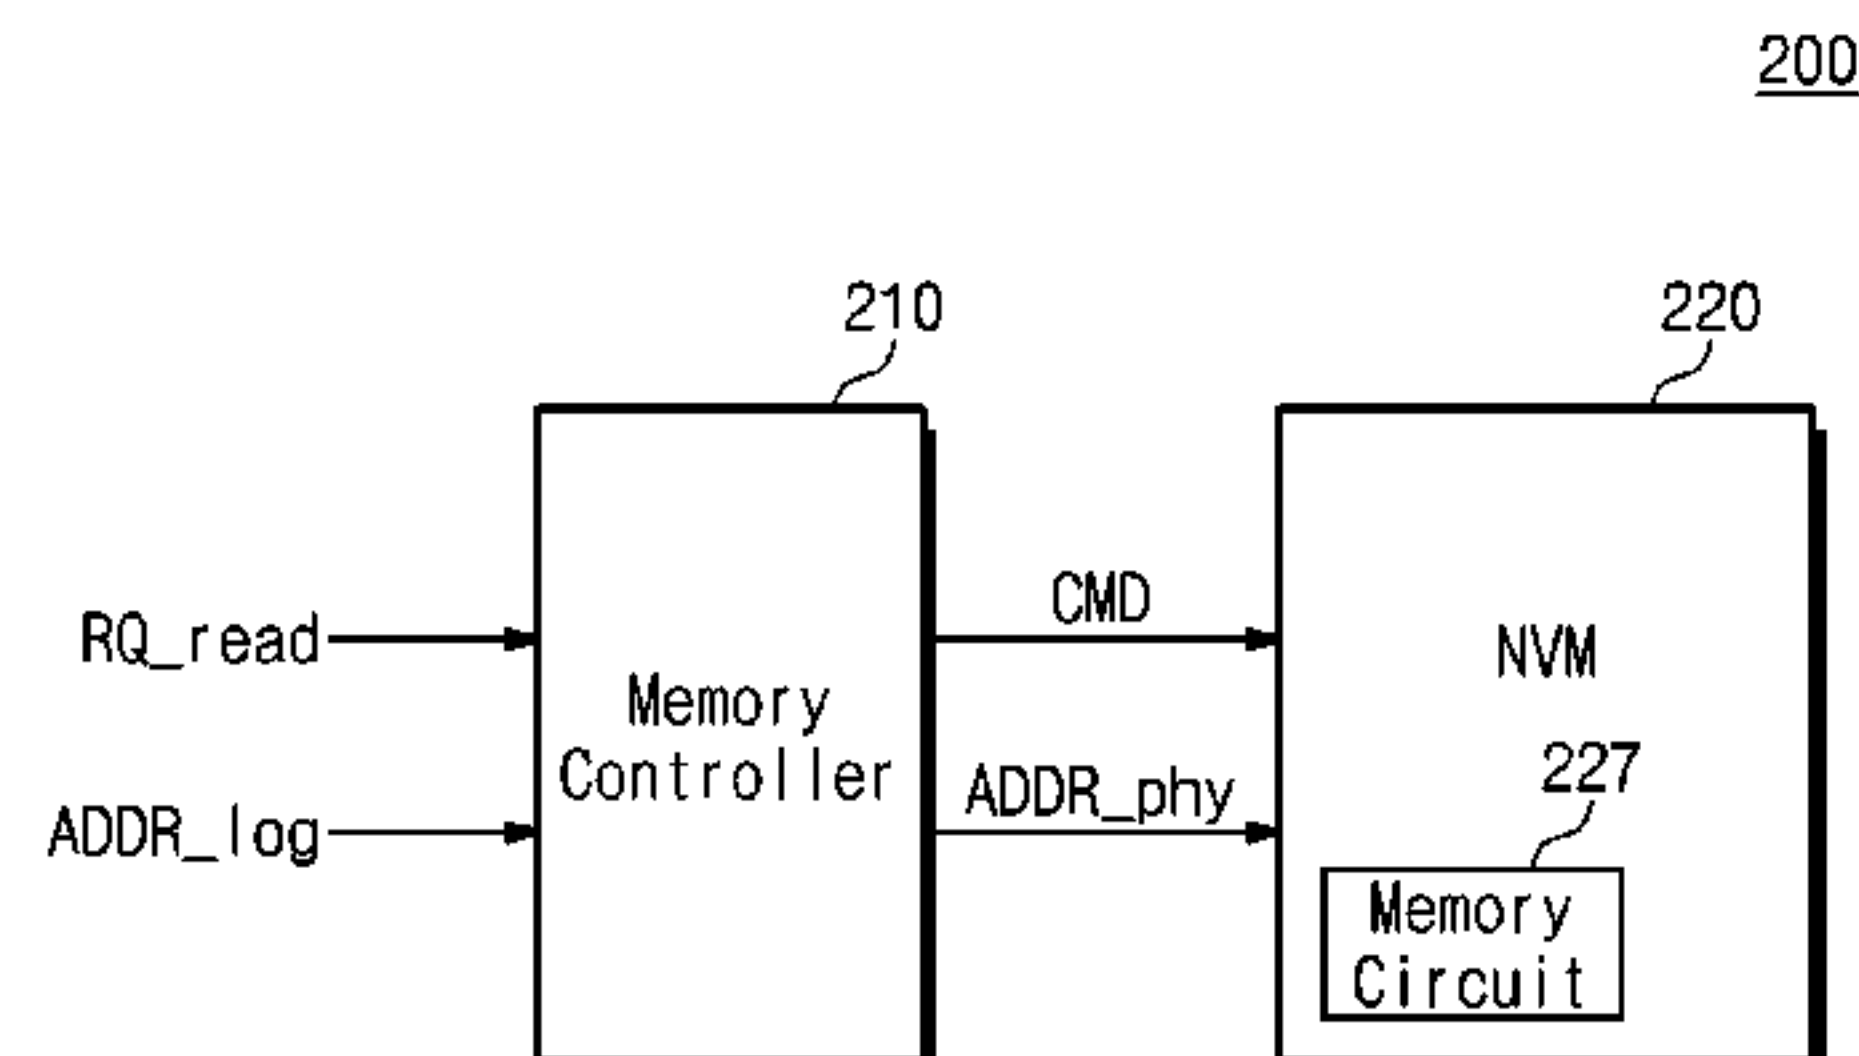 200
210
220
CMD
RQ_read
NVM
Memory
Controller
227
ADDR_phy
ADDR_log
Memory
Circuit